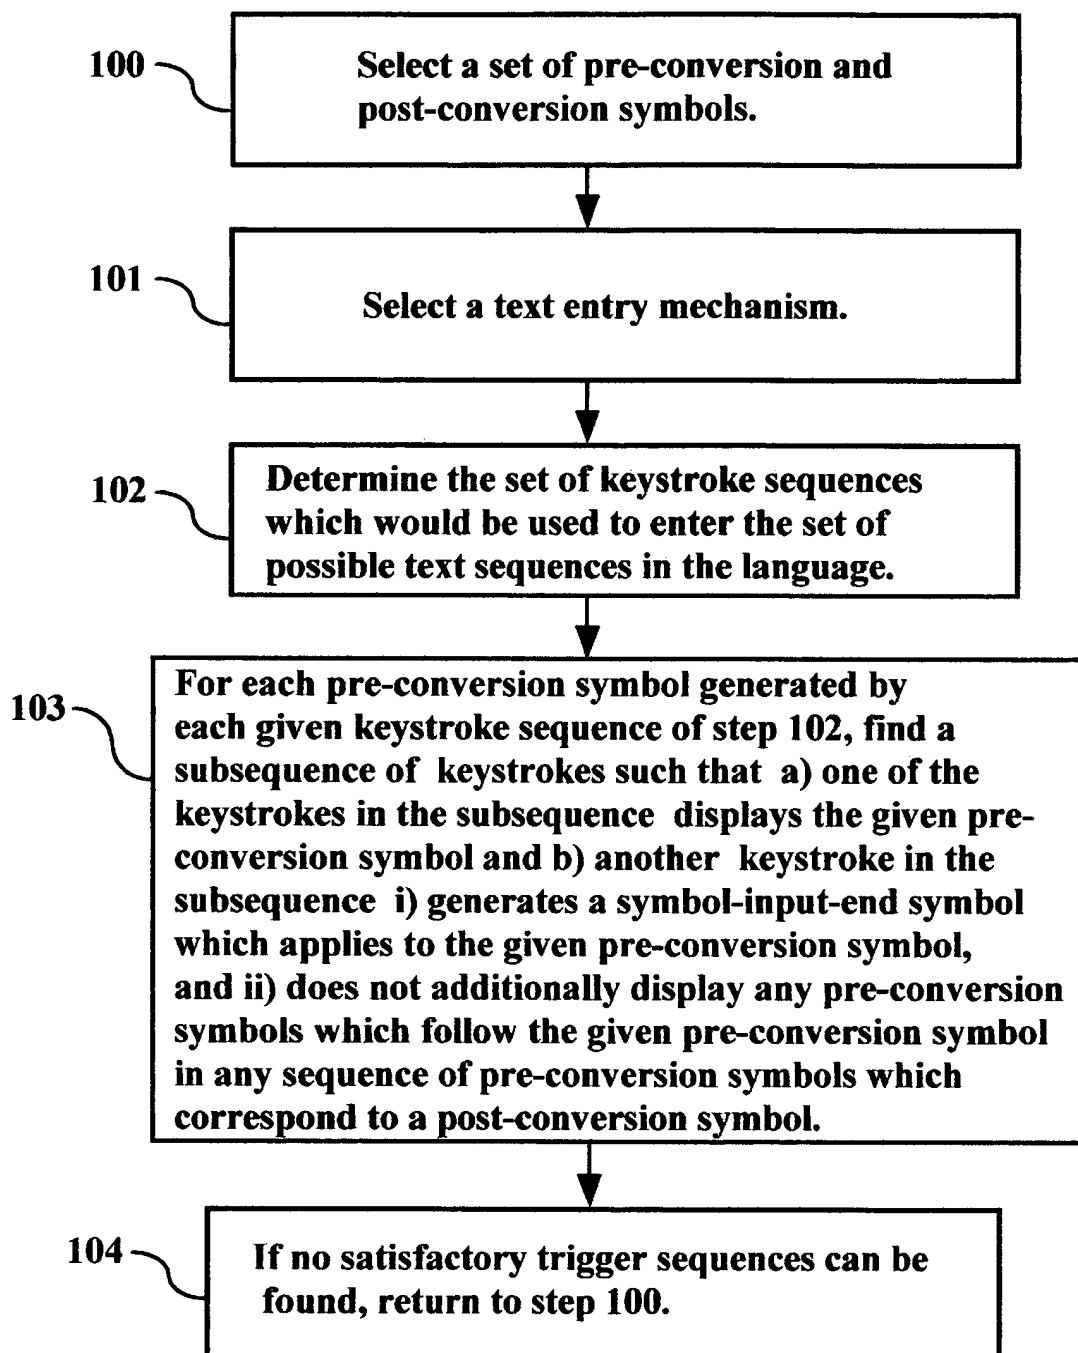 100
Select a set of pre-conversion and
post-conversion symbols.
101
Select a text entry mechanism.
102
Determine the set of keystroke sequences
which would be used to enter the set of
possible text sequences in the language.
103
For each pre-conversion symbol generated by
each given keystroke sequence of step 102, find a
subsequence of keystrokes such that a) one of the
keystrokes in the subsequence displays the given pre-
conversion symbol and b) another keystroke in the
subsequence i) generates a symbol-input-end symbol
which applies to the given pre-conversion symbol,
and ii) does not additionally display any pre-conversion
symbols which follow the given pre-conversion symbol
in any sequence of pre-conversion symbols which
correspond to a post-conversion symbol.
104
If no satisfactory trigger sequences can be
found, return to step 100.